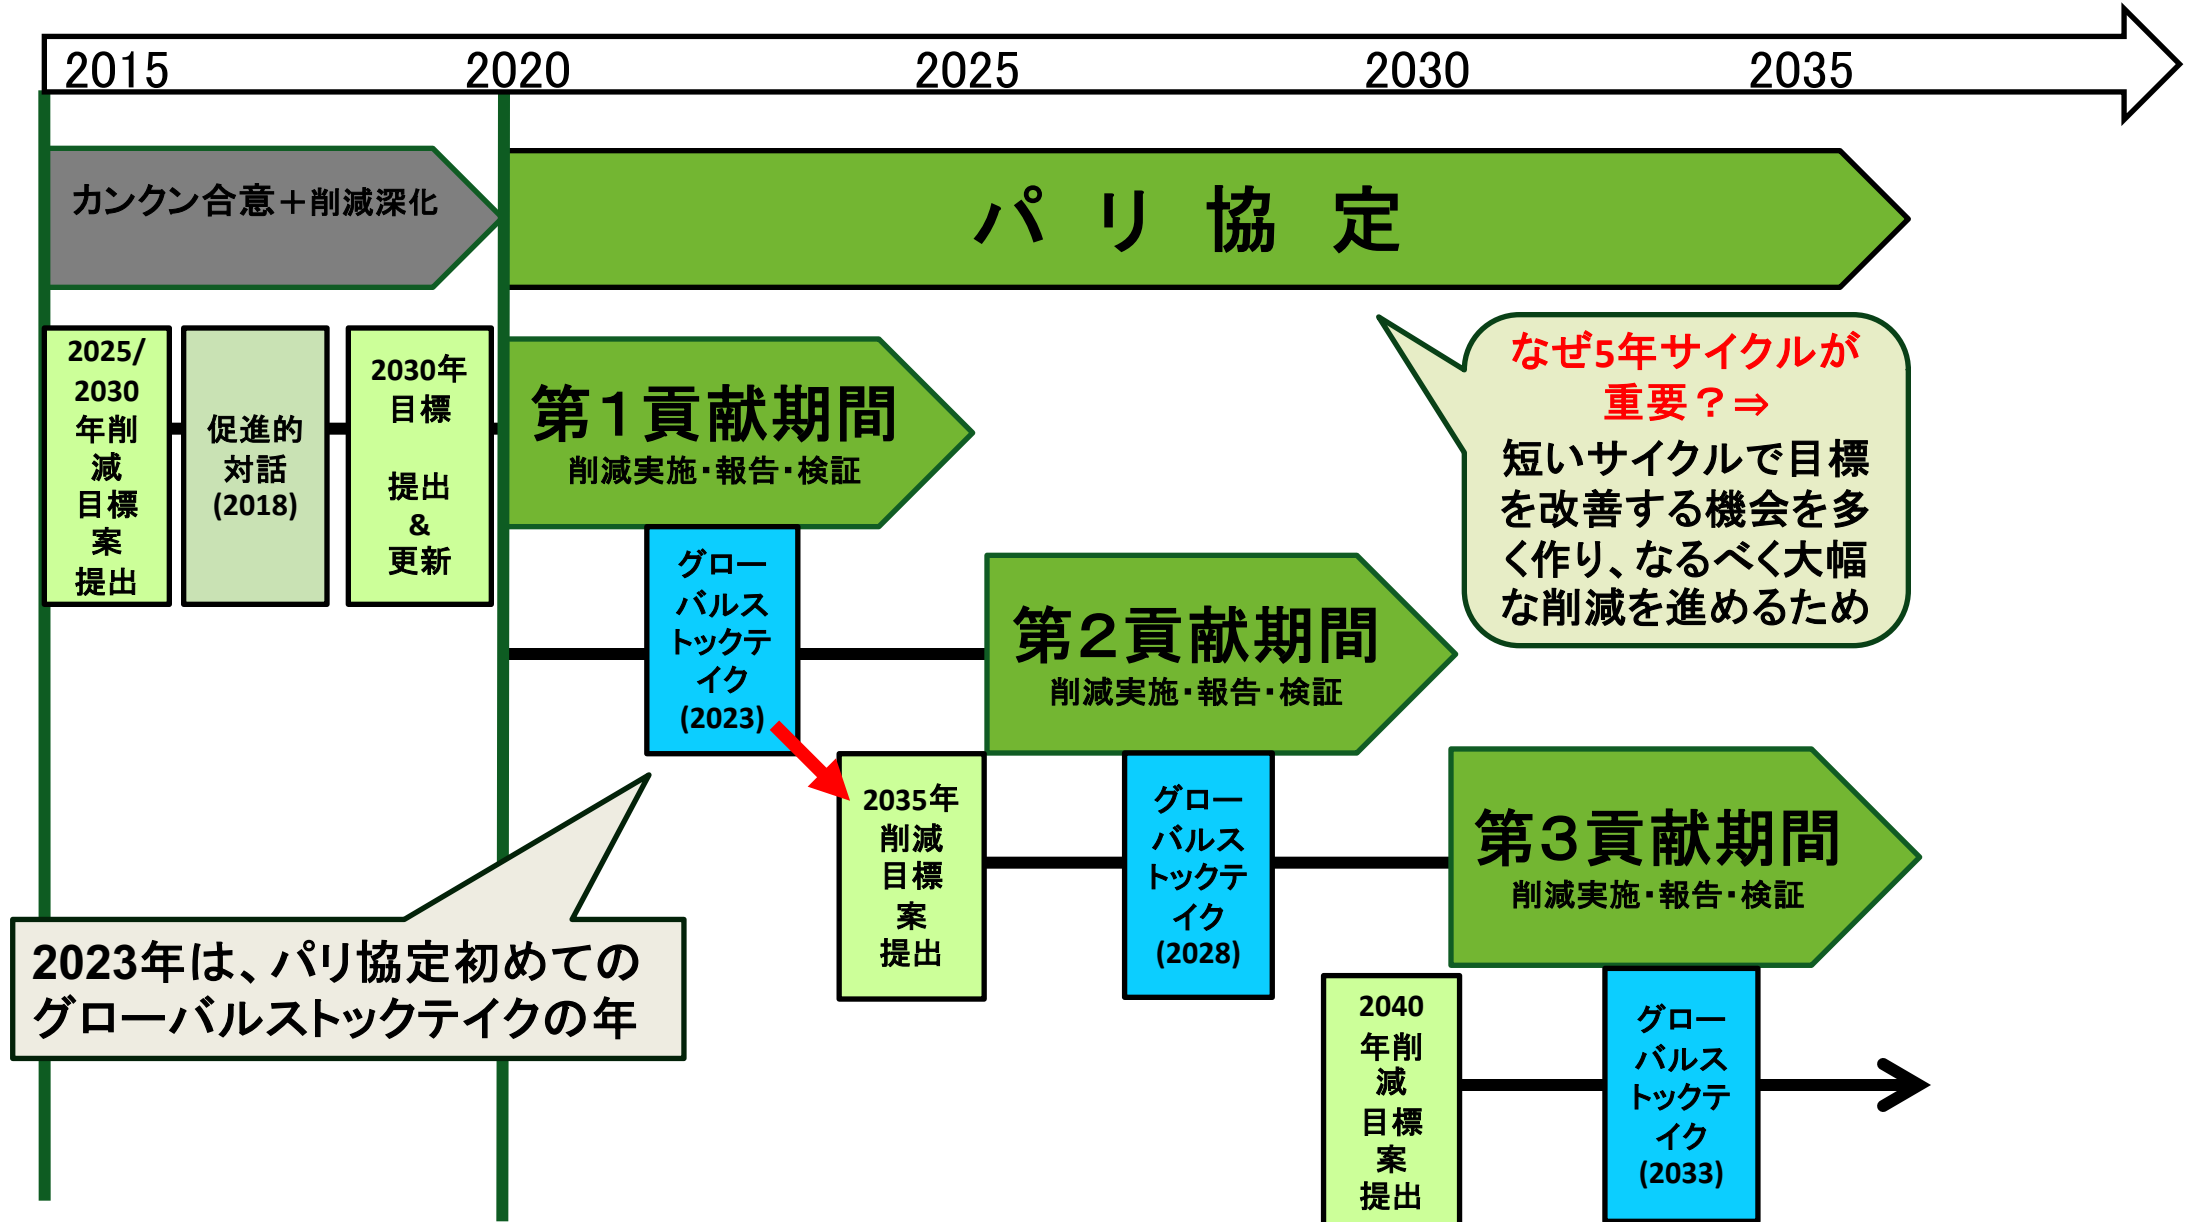 2015
2020
2025
2030
2035
カンクン合意＋削減深化
パリ協定
2025/
2030
年削
減
目標
案
提出
促進的
対話
(2018)
2030年
目標
提出
&
更新
第１貢献期間
削減実施・報告・検証
なぜ5年サイクルが
重要？⇒
短いサイクルで目標
を改善する機会を多
く作り、なるべく大幅
な削減を進めるため
グロー
バルス
トックテ
イク
(2023)
第２貢献期間
削減実施・報告・検証
2035年
削減
目標
案
提出
グロー
バルス
トックテ
イク
(2028)
第３貢献期間
削減実施・報告・検証
2023年は、パリ協定初めての
グローバルストックテイクの年
2040
年削
減
目標
案
提出
グロー
バルス
トックテ
イク
(2033)